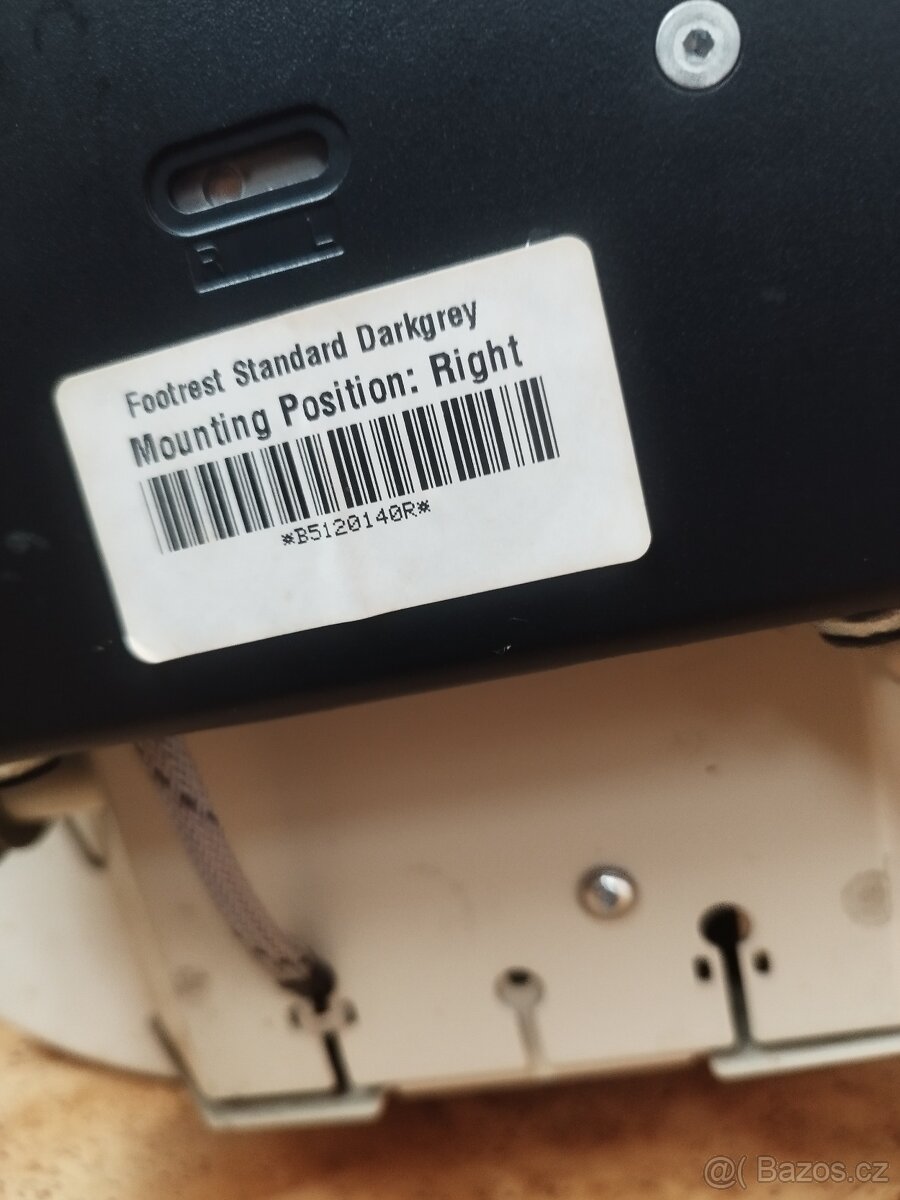 R L
Footrest Standard Darkgrey
Mounting Position: Right
*B5120140R*
@( Bazos.cz